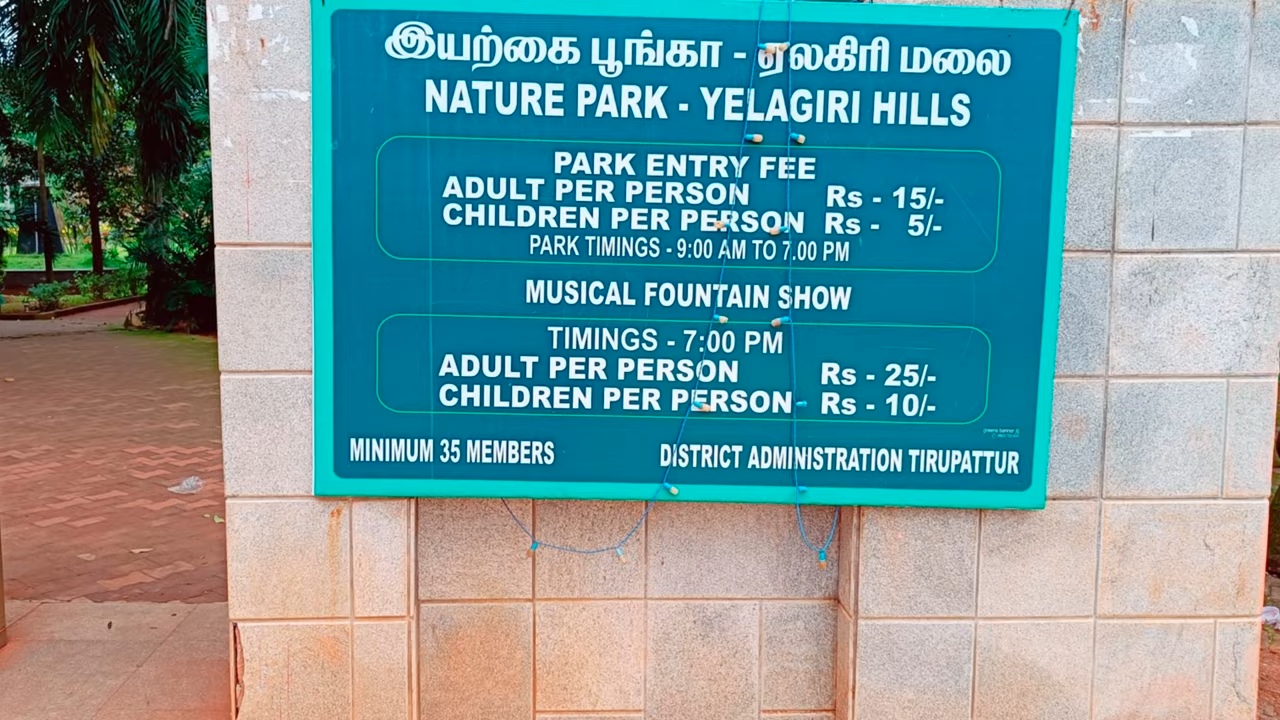 இயற்கை பூங்கா - ஏலகிரி மலை
NATURE PARK - YELAGIRI HILLS
PARK ENTRY FEE
ADULT PER PERSON Rs - 15/-
CHILDREN PER PERSON Rs - 5/-
PARK TIMINGS - 9:00 AM TO 7.00 PM
MUSICAL FOUNTAIN SHOW
TIMINGS - 7:00 PM
ADULT PER PERSON Rs - 25/-
CHILDREN PER PERSON Rs - 10/-
MINIMUM 35 MEMBERS DISTRICT ADMINISTRATION TIRUPATTUR